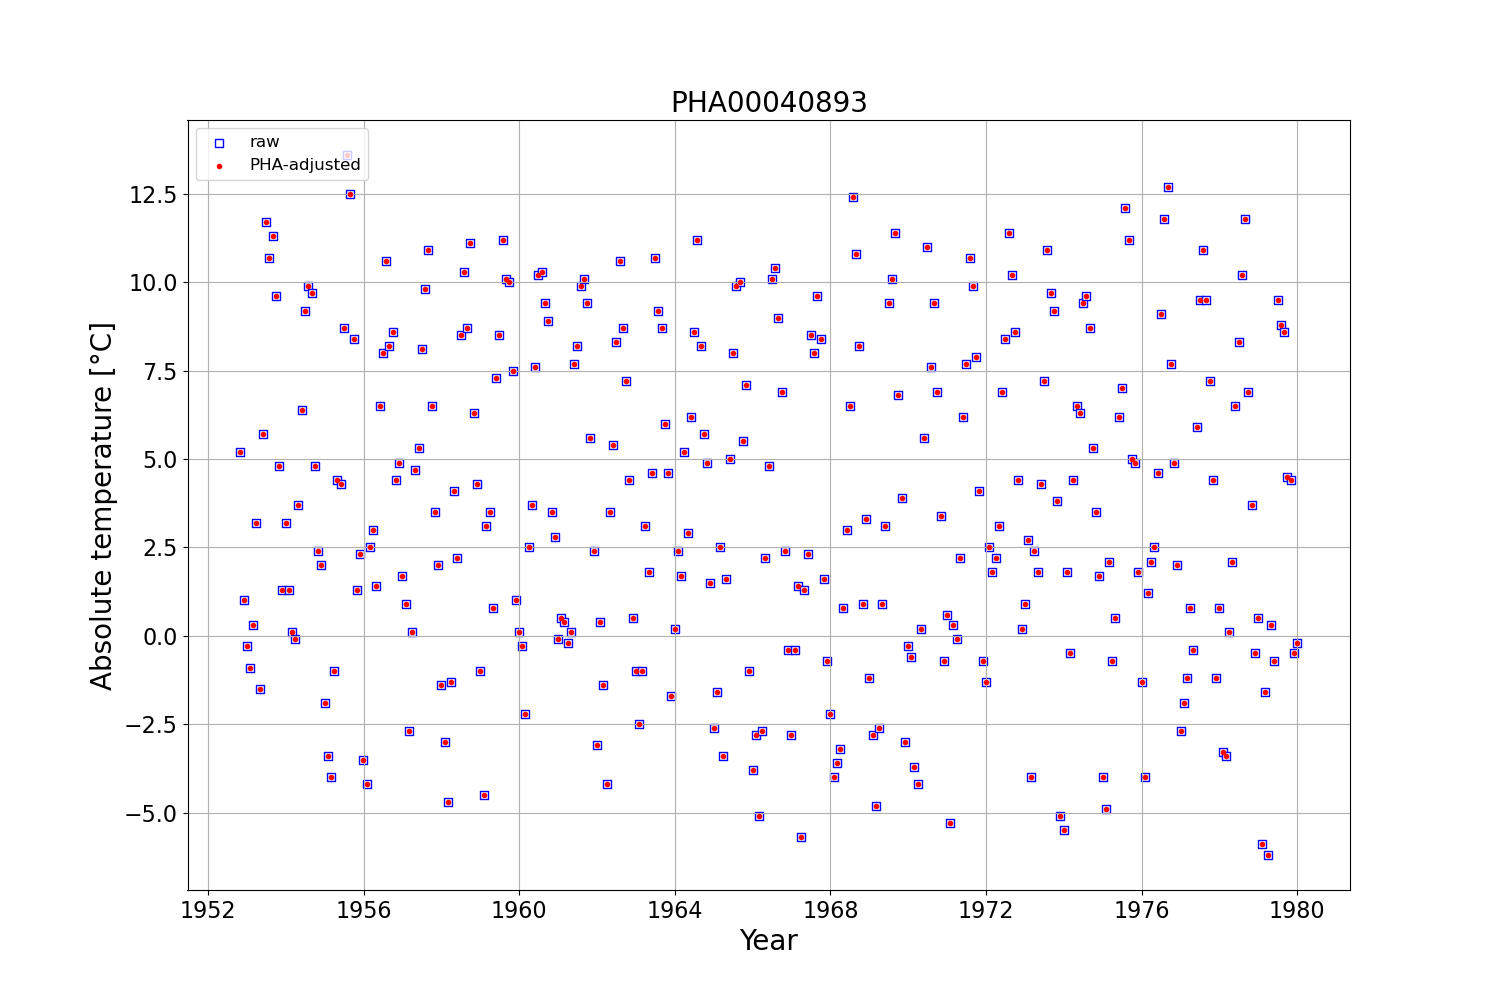 PHA00040893
raw
PHA-adjusted
12.5
10.0
7.5
5.0
2.5
0.0
−2.5
−5.0
Absolute temperature [°C]
1952 1956 1960 1964 1968 1972 1976 1980
Year